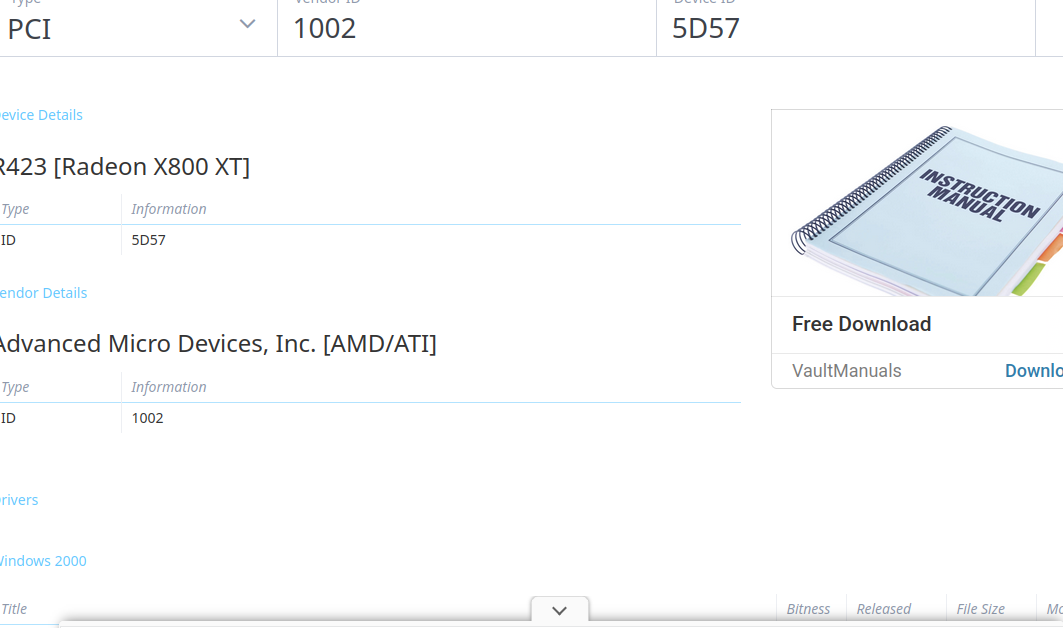 Type Vendor ID Device ID
PCI 1002 5D57
evice Details
R423 [Radeon X800 XT]
Type Information
ID 5D57
endor Details
Advanced Micro Devices, Inc. [AMD/ATI]
Type Information
ID 1002
INSTRUCTION
MANUAL
Free Download
VaultManuals Downlo
rivers
Windows 2000
Title Bitness Released File Size Mo